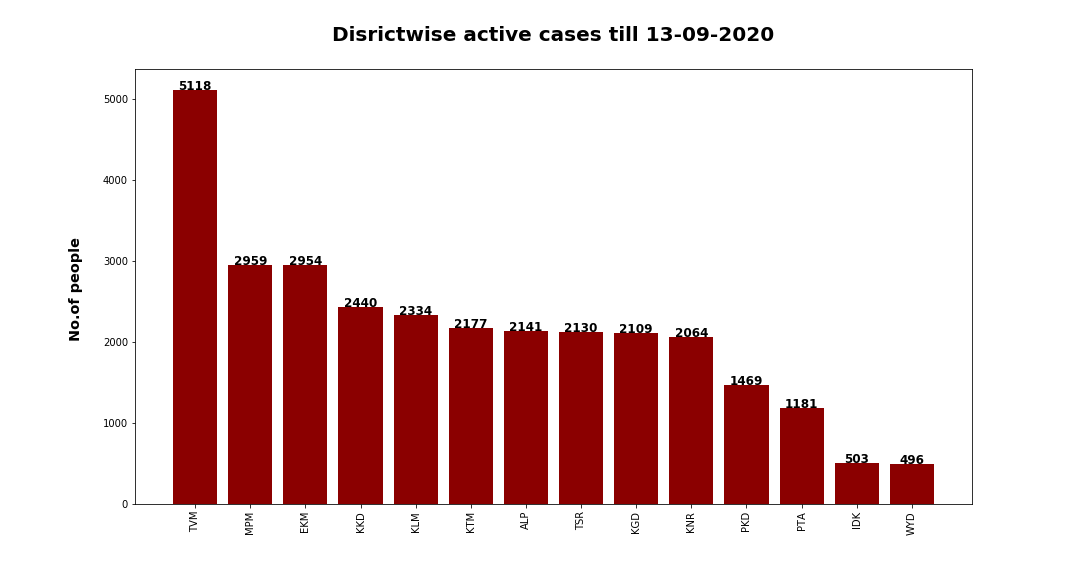 Disrictwise active cases till 13-09-2020
No.of people
5000
4000
3000
2000
1000
0
5118
2959
2954
2440
2334
2177
2141
2130
2109
2064
1469
1181
503
496
TVM
MPM
EKM
KKD
KLM
KTM
ALP
TSR
KGD
KNR
PKD
PTA
IDK
WYD